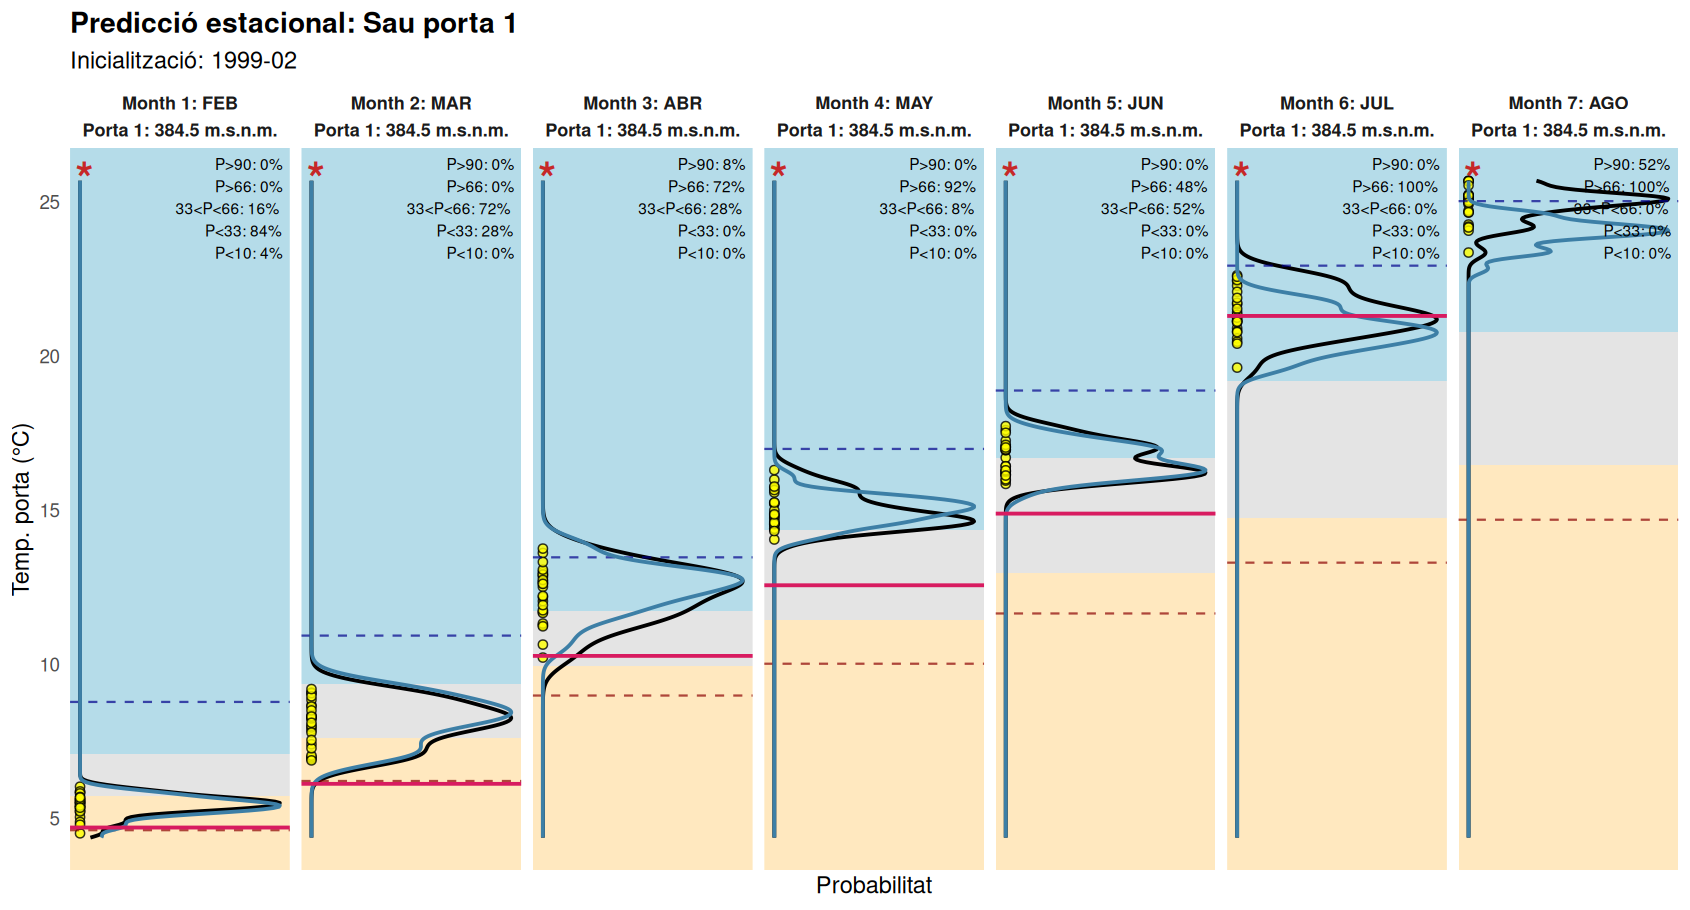 Predicció estacional: Sau porta 1
Inicialització: 1999-02
Month 1: FEB
Porta 1: 384.5 m.s.n.m.
Month 2: MAR
Porta 1: 384.5 m.s.n.m.
Month 3: ABR
Porta 1: 384.5 m.s.n.m.
Month 4: MAY
Porta 1: 384.5 m.s.n.m.
Month 5: JUN
Porta 1: 384.5 m.s.n.m.
Month 6: JUL
Porta 1: 384.5 m.s.n.m.
Month 7: AGO
Porta 1: 384.5 m.s.n.m.
*
P>90: 0%
P>66: 0%
33<P<66: 16%
P<33: 84%
P<10: 4%
*
P>90: 0%
P>66: 0%
33<P<66: 72%
P<33: 28%
P<10: 0%
*
P>90: 8%
P>66: 72%
33<P<66: 28%
P<33: 0%
P<10: 0%
*
P>90: 0%
P>66: 92%
33<P<66: 8%
P<33: 0%
P<10: 0%
*
P>90: 0%
P>66: 48%
33<P<66: 52%
P<33: 0%
P<10: 0%
*
P>90: 0%
P>66: 100%
33<P<66: 0%
P<33: 0%
P<10: 0%
*
P>90: 52%
P>66: 100%
33<P<66: 0%
P<33: 0%
P<10: 0%
25
20
15
10
5
Temp. porta (°C)
Probabilitat